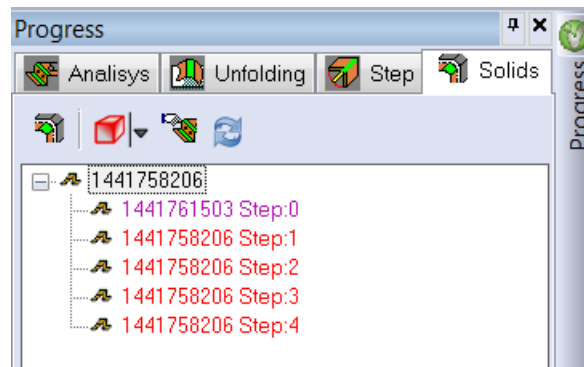 Progress
Analisys Unfolding Step Solids
1441758206
1441761503 Step:0
1441758206 Step:1
1441758206 Step:2
1441758206 Step:3
1441758206 Step:4
Progress